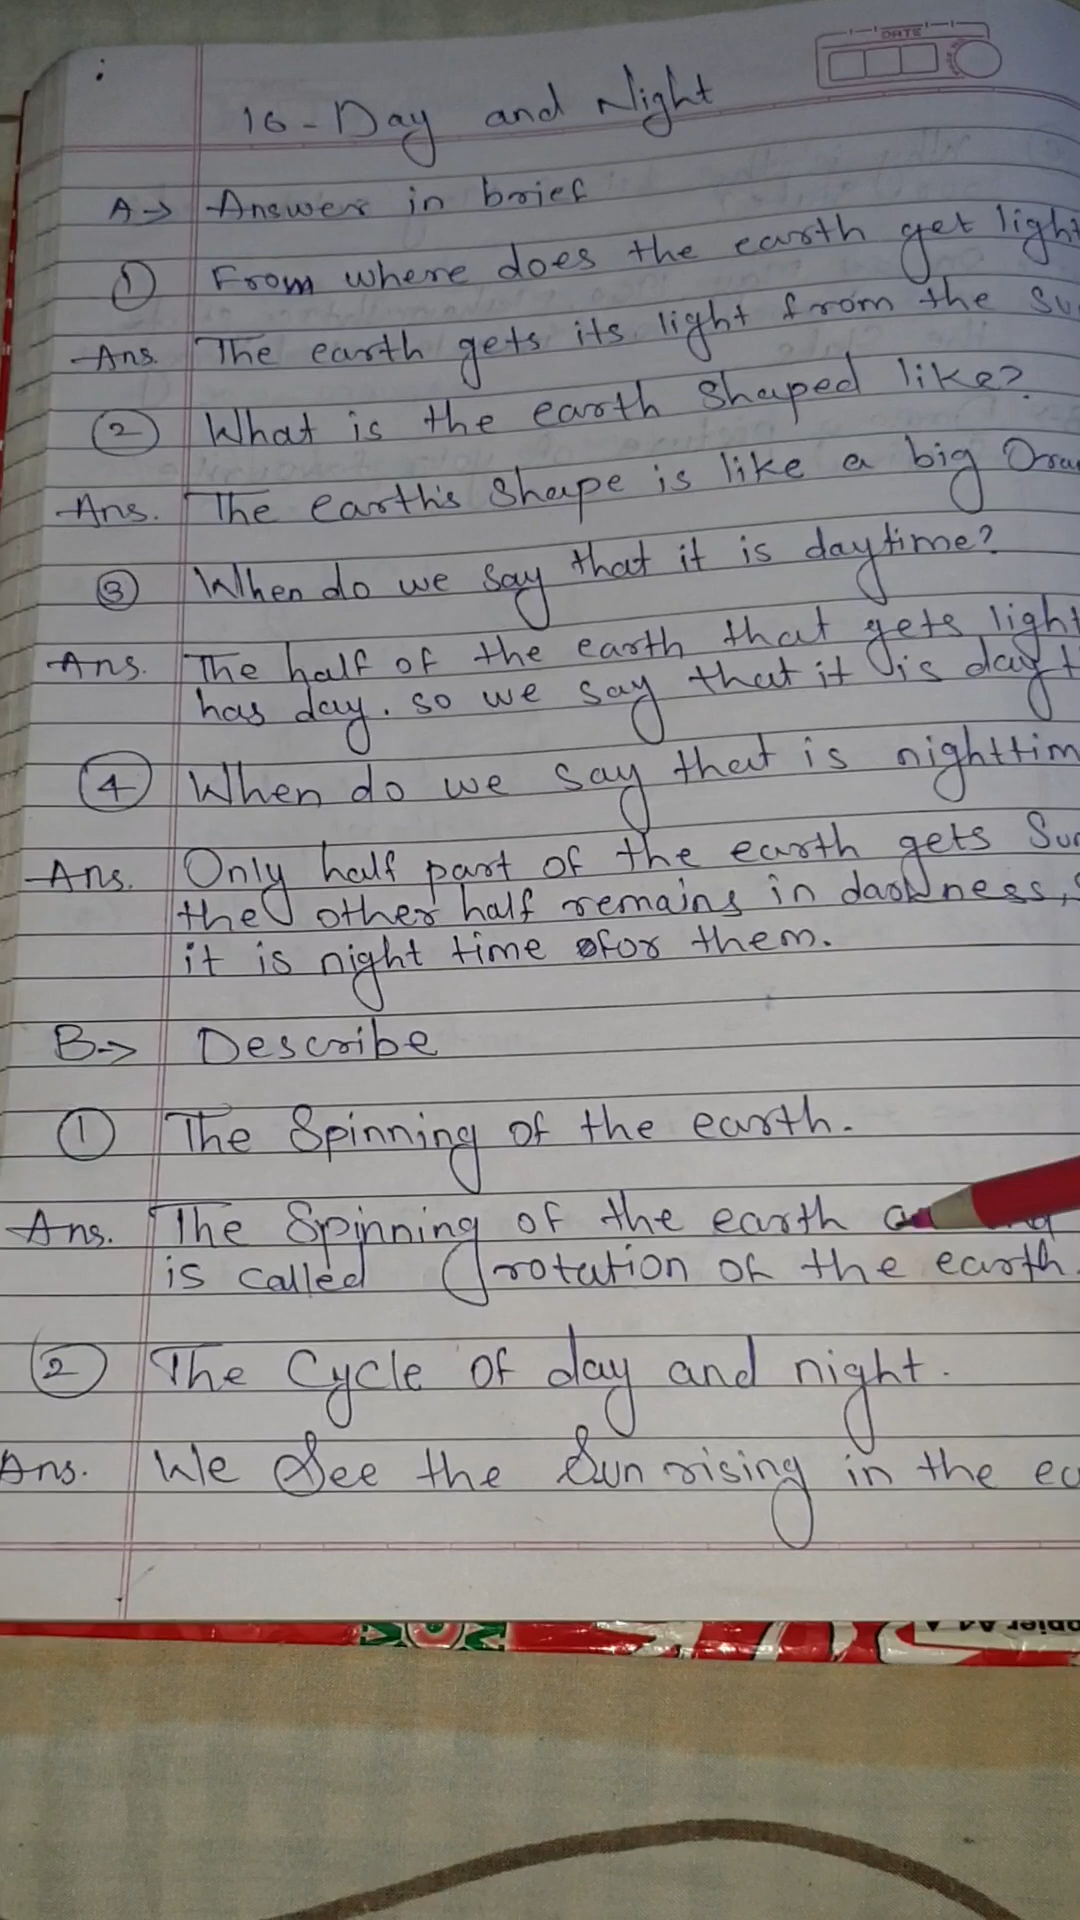 DATE
16-Day and Night
A→ Answer in brief
① From where does the earth get light
Ans. The earth gets its light from the
② What is the earth shaped like?
Ans. The earth's shape is like a big
③ When do we say that it is daytime?
Ans. The half of the earth that gets light
has day. so we say that it is
④ When do we say that is
Ans. Only half part of the earth gets
the other half remains in darkness,
it is night time for them.
B→ Describe
① The Spinning of the earth.
Ans. The Spinning of the earth
is called rotation of the earth.
② The Cycle of day and night.
Ans. We See the Sun rising in the